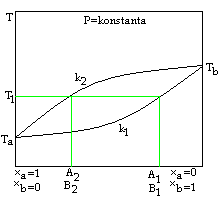 T
P=konstanta
k2
Tb
T1
k1
Ta
xa=1 A2 A1 xa=0
xb=0 B2 B1 xb=1